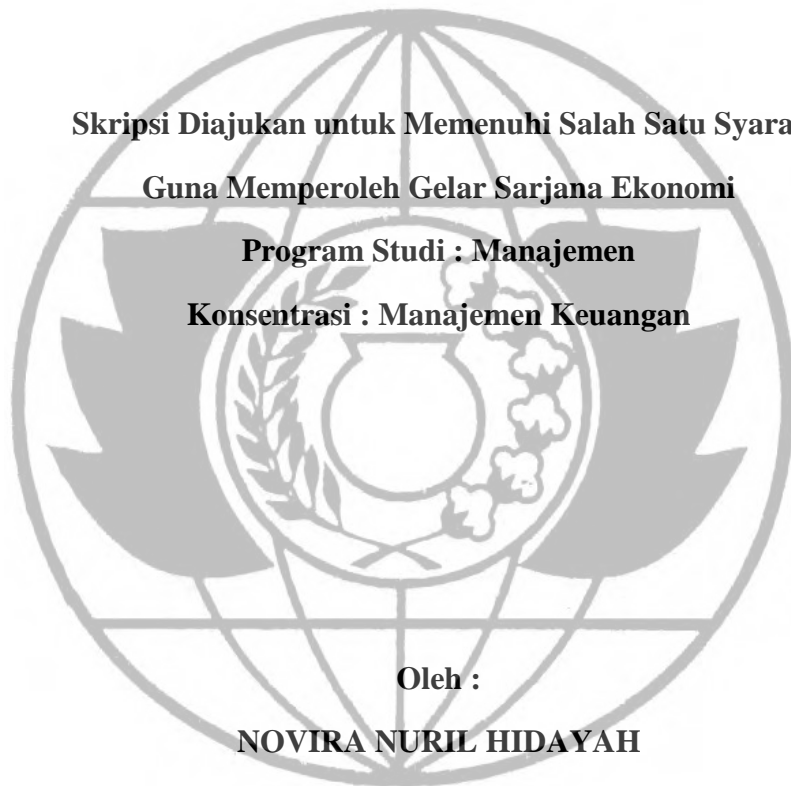 Skripsi Diajukan untuk Memenuhi Salah Satu Syara
Guna Memperoleh Gelar Sarjana Ekonomi
Program Studi : Manajemen
Konsentrasi : Manajemen Keuangan
Oleh :
NOVIRA NURIL HIDAYAH